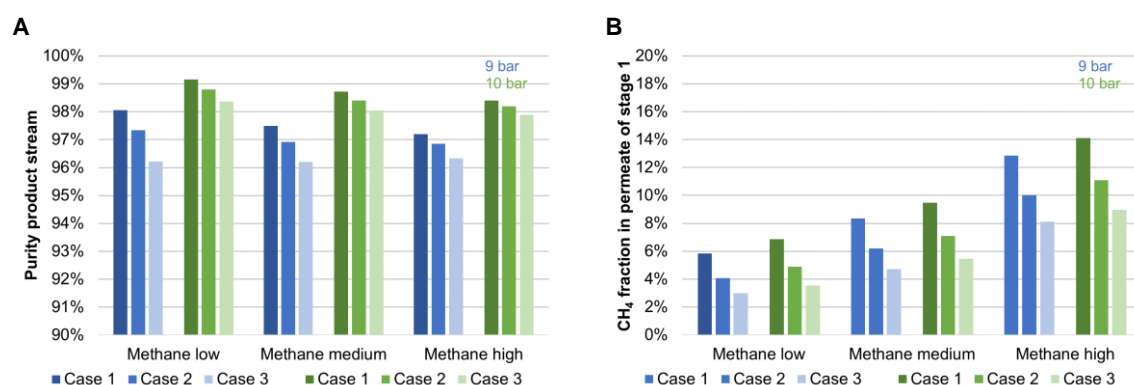 A
Purity product stream
100%
99%
98%
97%
96%
95%
94%
93%
92%
91%
90%
9 bar
10 bar
Methane low Methane medium Methane high
Case 1 Case 2 Case 3 Case 1 Case 2 Case 3
B
CH₄ fraction in permeate of stage 1
20%
18%
16%
14%
12%
10%
8%
6%
4%
2%
0%
9 bar
10 bar
Methane low Methane medium Methane high
Case 1 Case 2 Case 3 Case 1 Case 2 Case 3